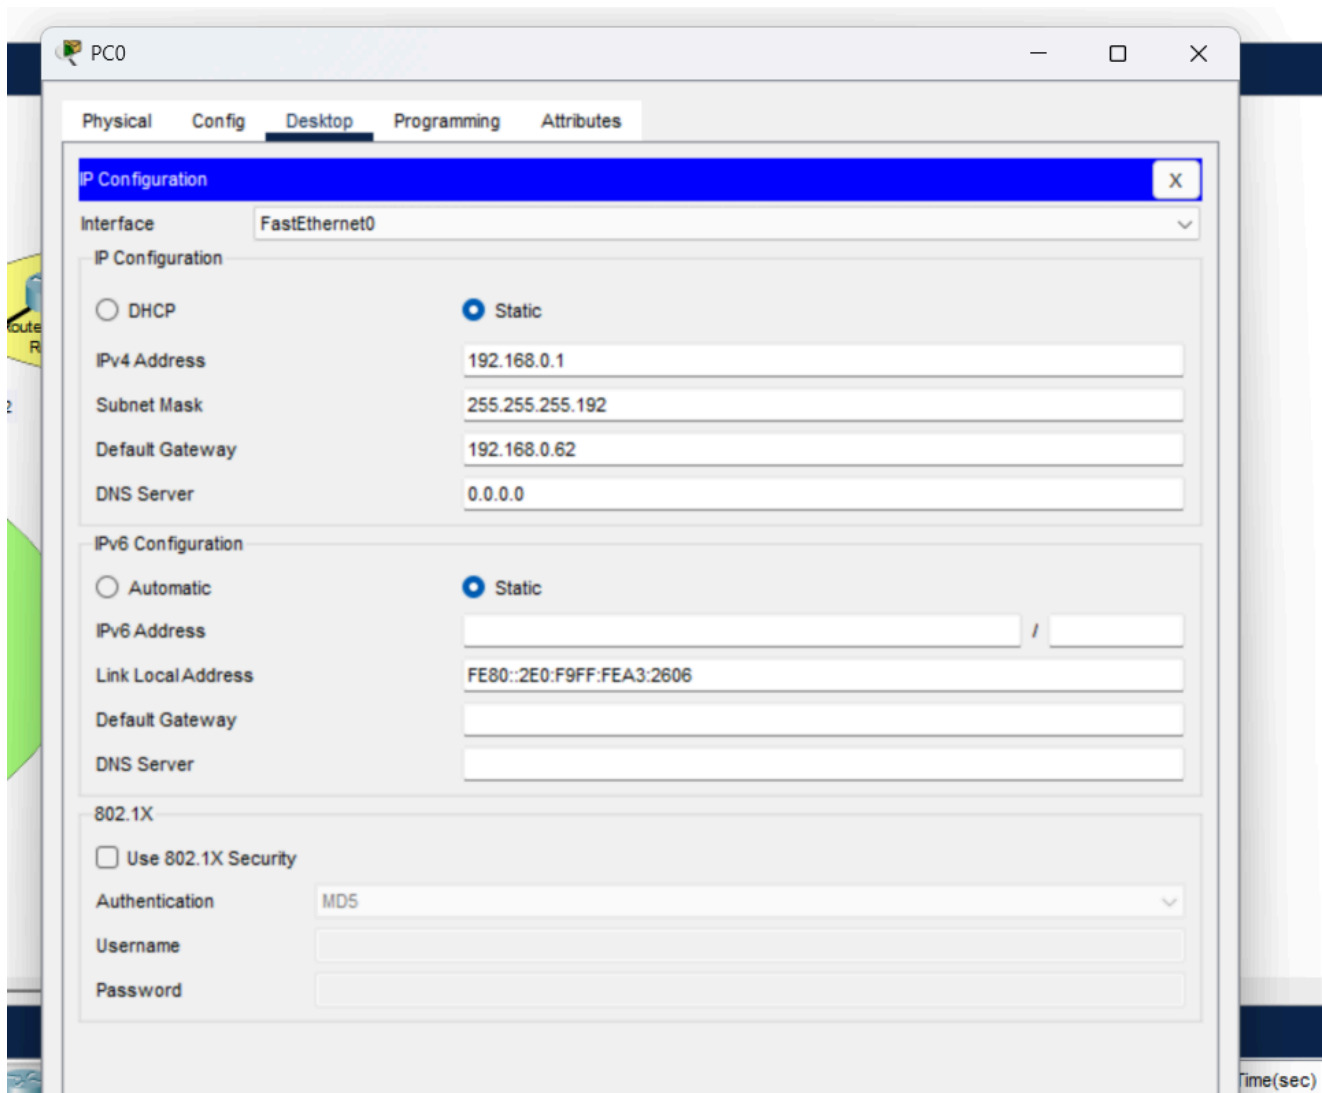 PC0
Physical Config Desktop Programming Attributes
IP Configuration X
Interface FastEthernet0
IP Configuration
DHCP Static
IPv4 Address 192.168.0.1
Subnet Mask 255.255.255.192
Default Gateway 192.168.0.62
DNS Server 0.0.0.0
IPv6 Configuration
Automatic Static
IPv6 Address /
Link Local Address FE80::2E0:F9FF:FEA3:2606
Default Gateway
DNS Server
802.1X
Use 802.1X Security
Authentication MD5
Username
Password
Time(sec)